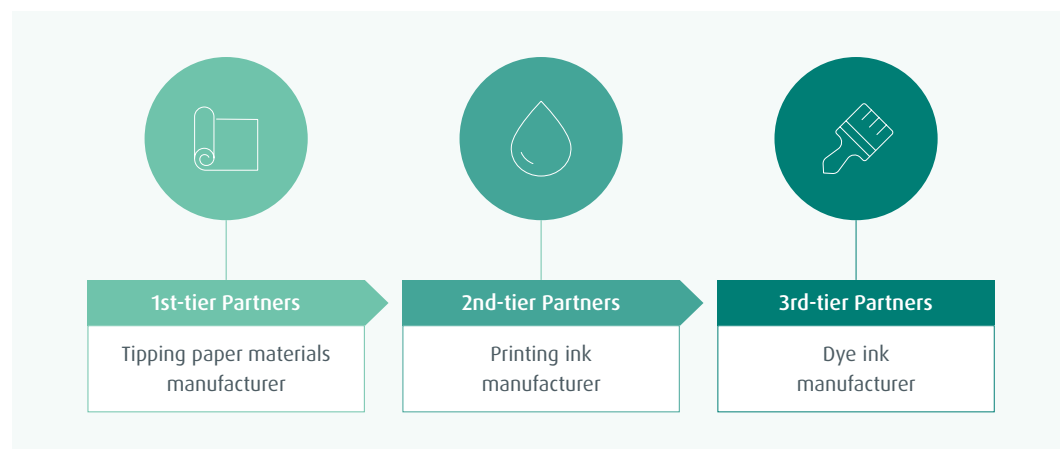 1st-tier Partners
Tipping paper materials
manufacturer
2nd-tier Partners
Printing ink
manufacturer
3rd-tier Partners
Dye ink
manufacturer